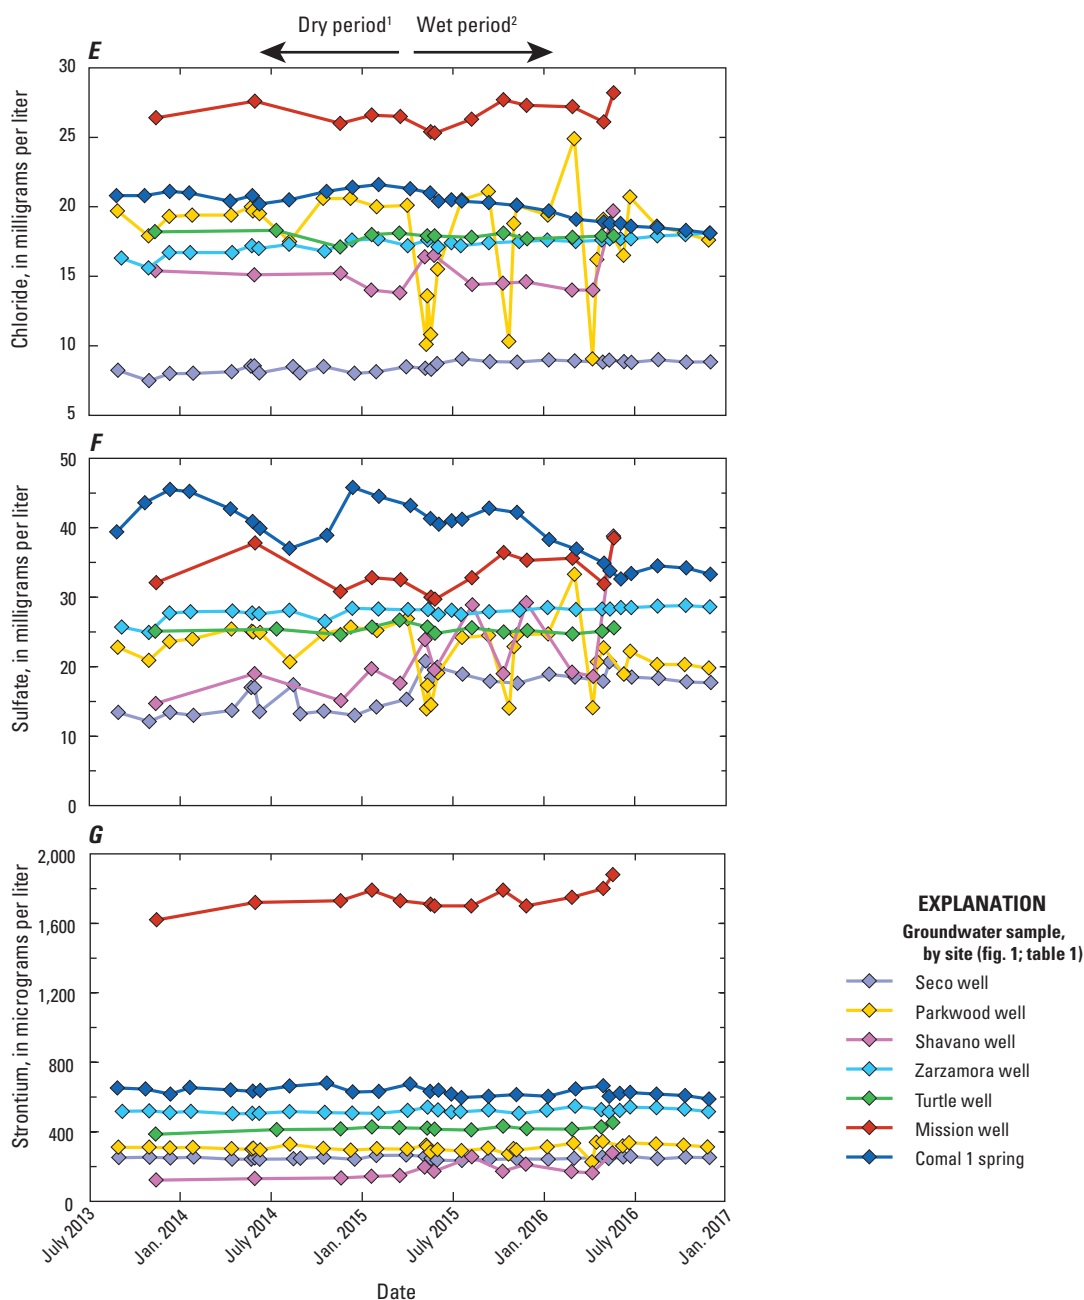 Dry period1 Wet period2
E
30
25
20
15
10
5
Chloride, in milligrams per liter
F
50
40
30
20
10
0
Sulfate, in milligrams per liter
G
2,000
1,600
1,200
800
400
0
Strontium, in micrograms per liter
July 2013
Jan. 2014
July 2014
Jan. 2015
July 2015
Jan. 2016
July 2016
Jan. 2017
Date
EXPLANATION
Groundwater sample,
by site (fig. 1; table 1)
Seco well
Parkwood well
Shavano well
Zarzamora well
Turtle well
Mission well
Comal 1 spring